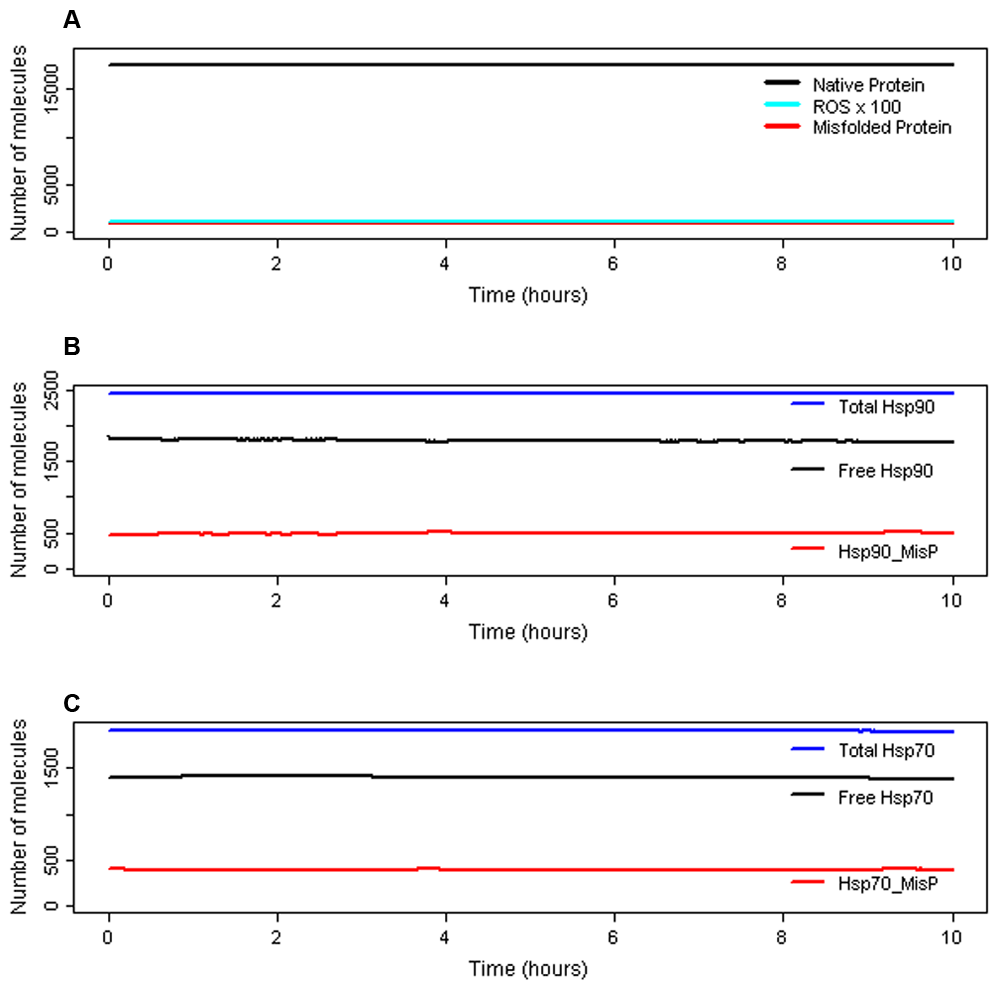 A
Number of molecules
15000
5000
0
Native Protein
ROS x 100
Misfolded Protein
0 2 4 6 8 10
Time (hours)
B
Number of molecules
2500
1500
500
0
Total Hsp90
Free Hsp90
Hsp90_MisP
0 2 4 6 8 10
Time (hours)
C
Number of molecules
1500
500
0
Total Hsp70
Free Hsp70
Hsp70_MisP
0 2 4 6 8 10
Time (hours)